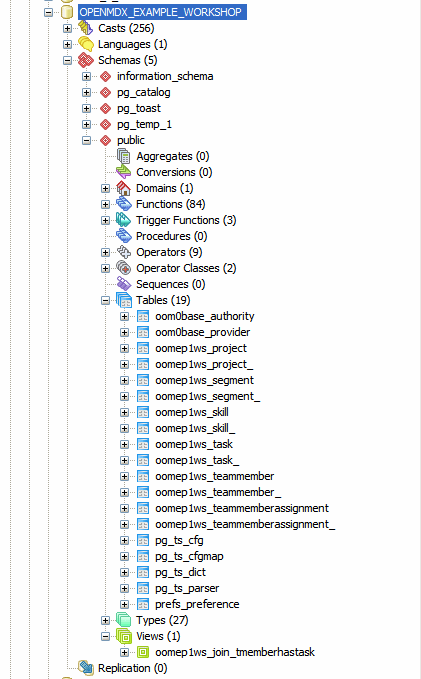 OPENMDX_EXAMPLE_WORKSHOP
Casts (256)
Languages (1)
Schemas (5)
information_schema
pg_catalog
pg_toast
pg_temp_1
public
Aggregates (0)
Conversions (0)
Domains (1)
Functions (84)
Trigger Functions (3)
Procedures (0)
Operators (9)
Operator Classes (2)
Sequences (0)
Tables (19)
oom0base_authority
oom0base_provider
oomep1ws_project
oomep1ws_project_
oomep1ws_segment
oomep1ws_segment_
oomep1ws_skill
oomep1ws_skill_
oomep1ws_task
oomep1ws_task_
oomep1ws_teammember
oomep1ws_teammember_
oomep1ws_teammemberassignment
oomep1ws_teammemberassignment_
pg_ts_cfg
pg_ts_cfgmap
pg_ts_dict
pg_ts_parser
prefs_preference
Types (27)
Views (1)
oomep1ws_join_tmemberhastask
Replication (0)